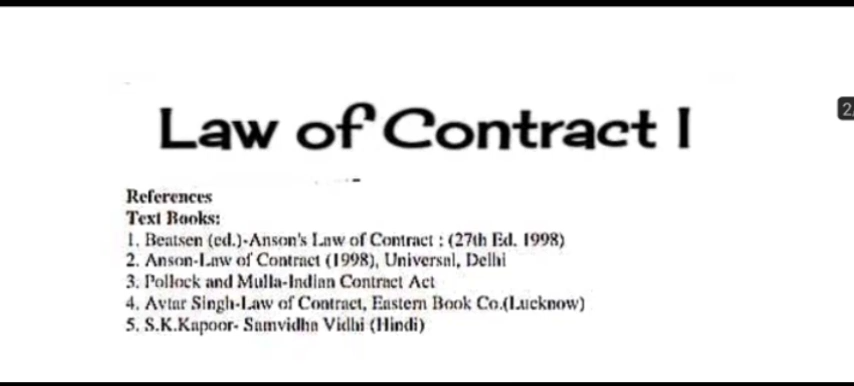 Law of Contract I
2
References
Text Books:
1. Beatsen (ed.)-Anson's Law of Contract : (27th Ed. 1998)
2. Anson-Law of Contract (1998), Universal, Delhi
3. Pollock and Mulla-Indian Contract Act
4. Avtar Singh-Law of Contract, Eastern Book Co.(Lucknow)
5. S.K.Kapoor- Samvidha Vidhi (Hindi)